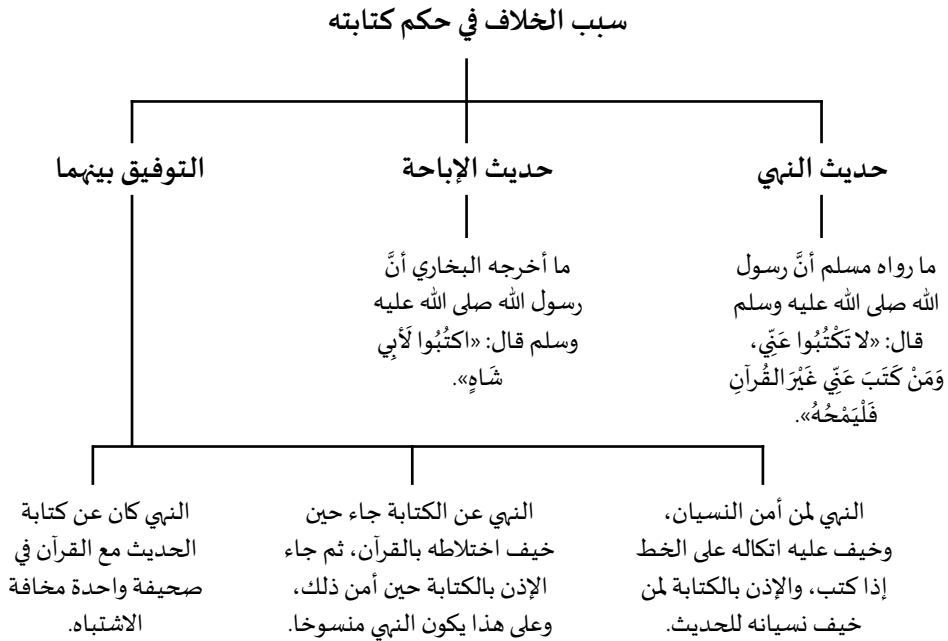 سبب الخلاف في حكم كتابته
حديث النهي
حديث الإباحة
التوفيق بينهما
ما رواه مسلم أنَّ رسول
الله صلى الله عليه وسلم
قال: «لا تَكْتُبُوا عَنِّي،
وَمَنْ كَتَبَ عَنِّي غَيْرَ القُرآنِ
فَلْيَمْحُهُ».
ما أخرجه البخاري أنَّ
رسول الله صلى الله عليه
وسلم قال: «اكتُبُوا لَأبِي
شَاهٍ».
النهي لمن أمن النسيان،
وخيف عليه اتكاله على الخط
إذا كتب، والإذن بالكتابة لمن
خيف نسيانه للحديث.
النهي عن الكتابة جاء حين
خيف اختلاطه بالقرآن، ثم جاء
الإذن بالكتابة حين أمن ذلك،
وعلى هذا يكون النهي منسوخا.
النهي كان عن كتابة
الحديث مع القرآن في
صحيفة واحدة مخافة
الاشتباه.